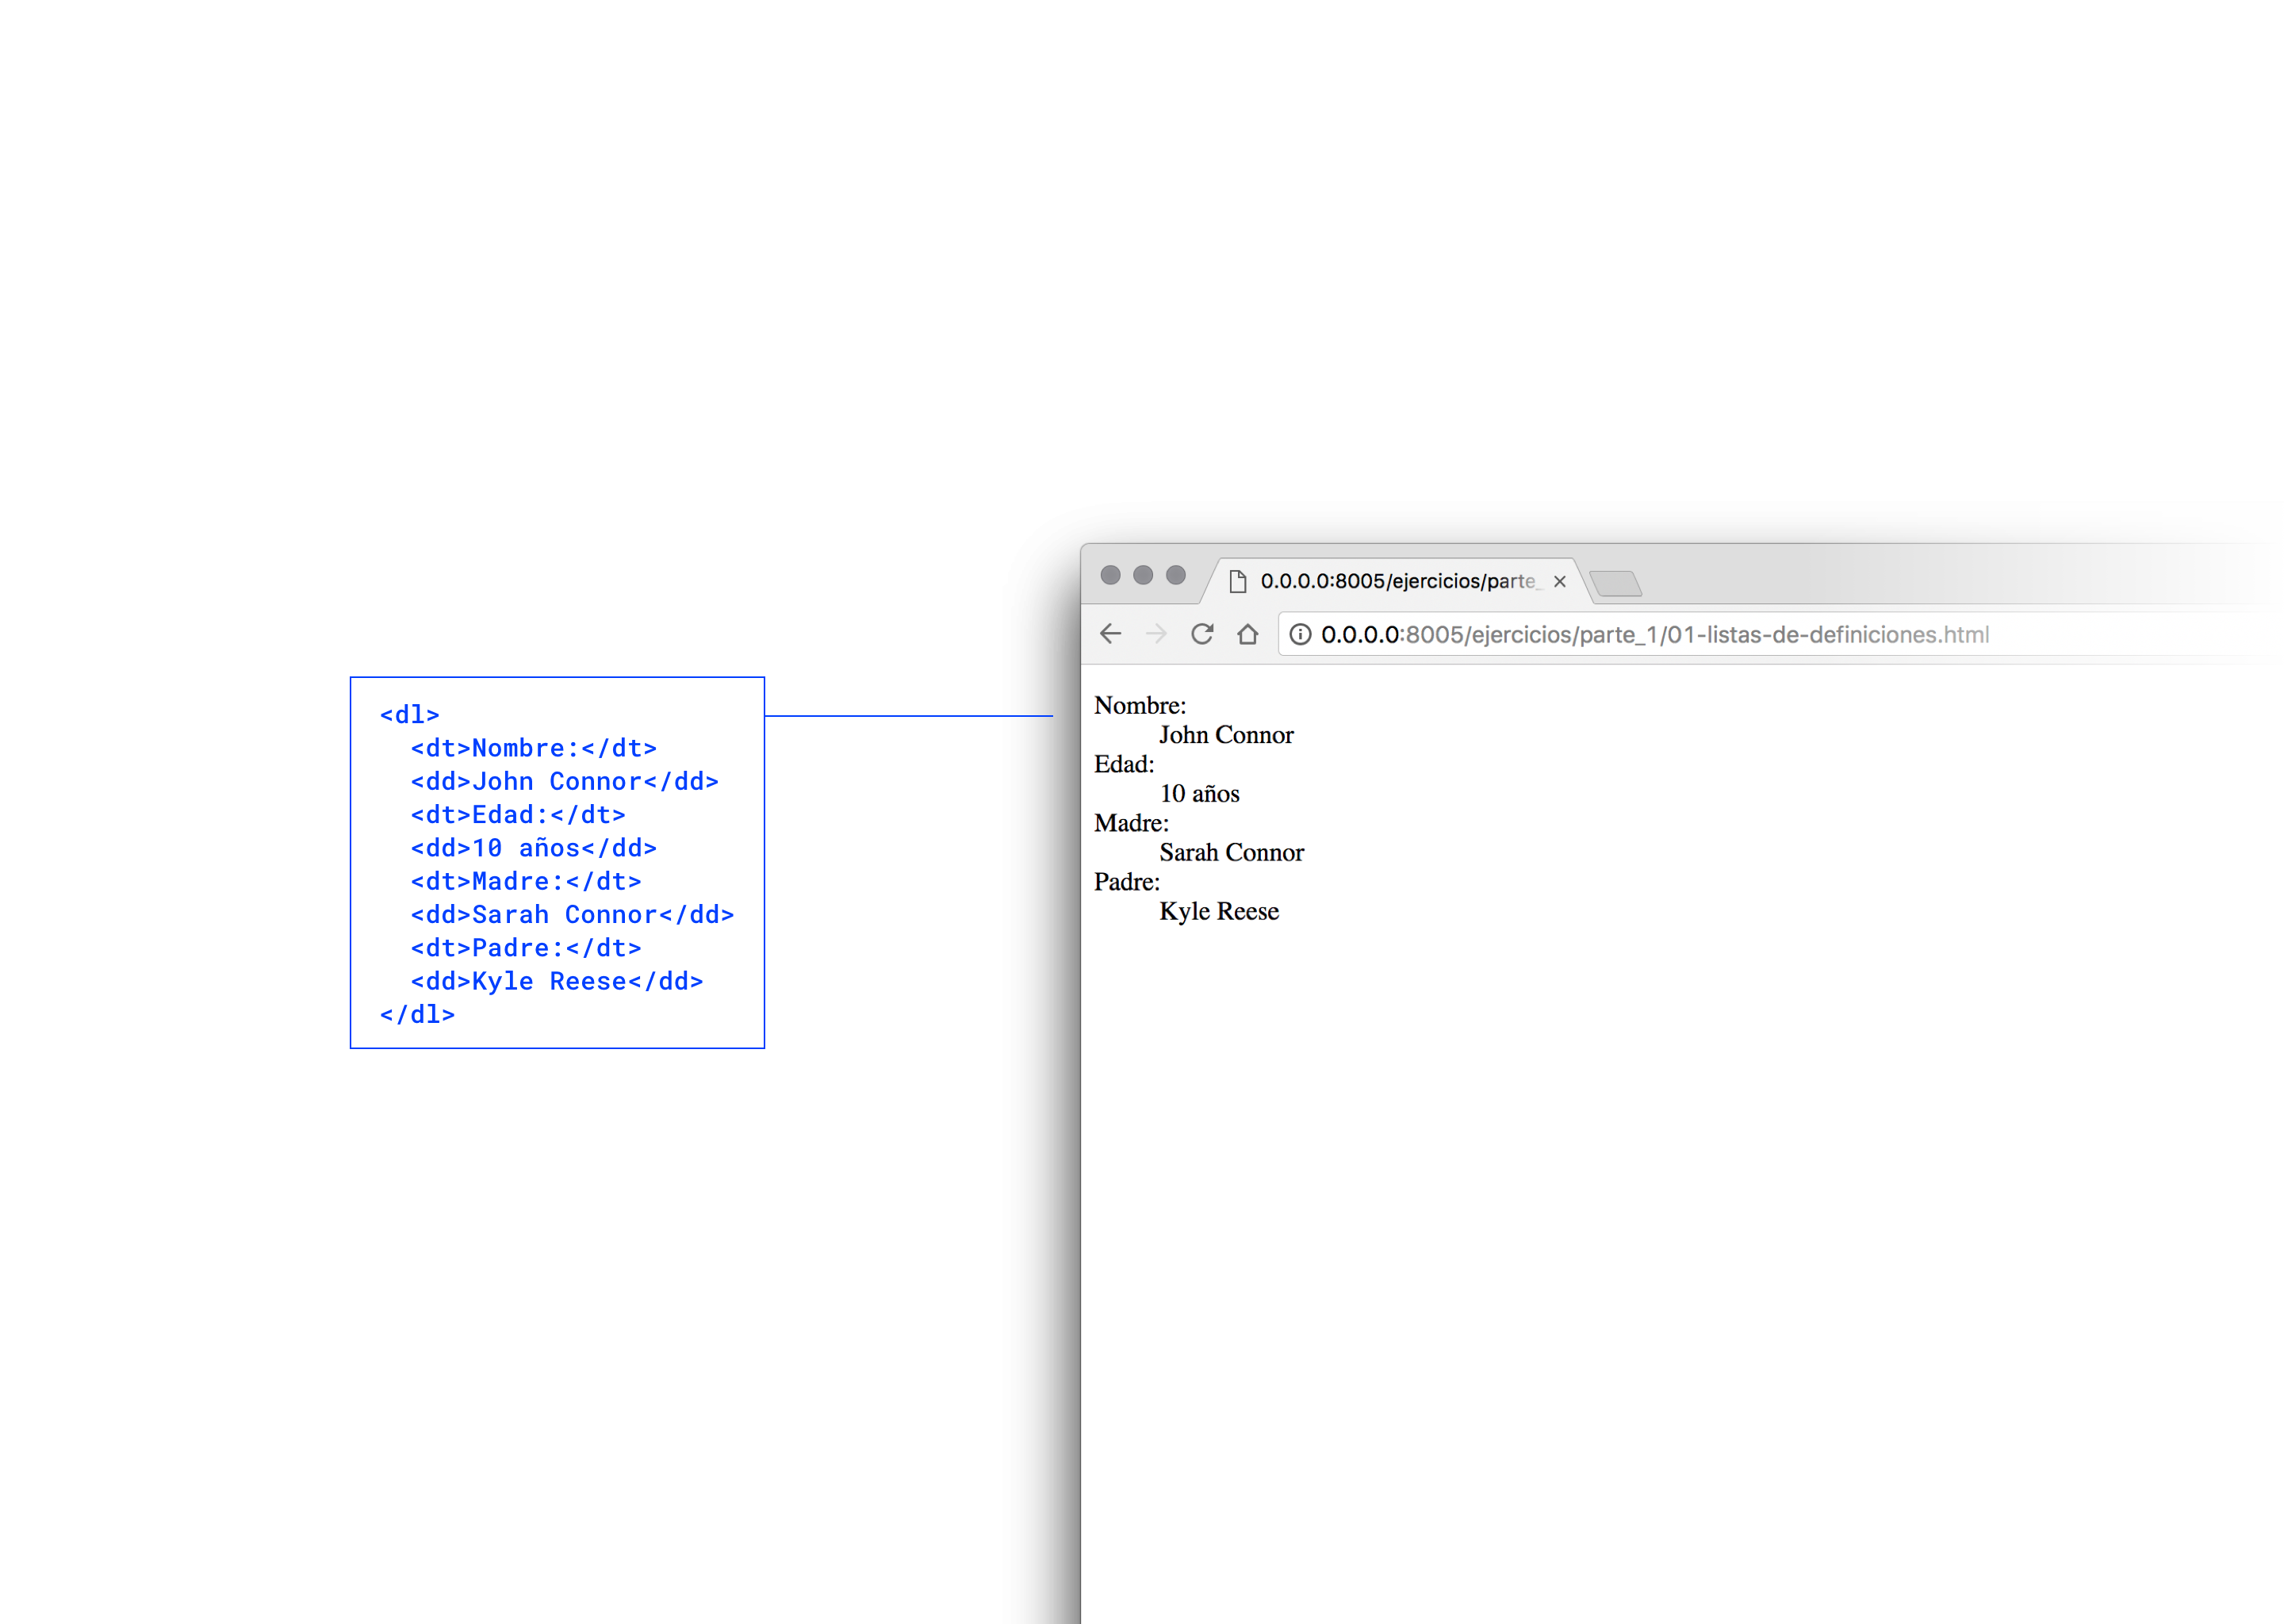 <dl>
<dt>Nombre:</dt>
<dd>John Connor</dd>
<dt>Edad:</dt>
<dd>10 años</dd>
<dt>Madre:</dt>
<dd>Sarah Connor</dd>
<dt>Padre:</dt>
<dd>Kyle Reese</dd>
</dl>
0.0.0.0:8005/ejercicios/parte_
0.0.0.0:8005/ejercicios/parte_1/01-listas-de-definiciones.html
Nombre:
John Connor
Edad:
10 años
Madre:
Sarah Connor
Padre:
Kyle Reese